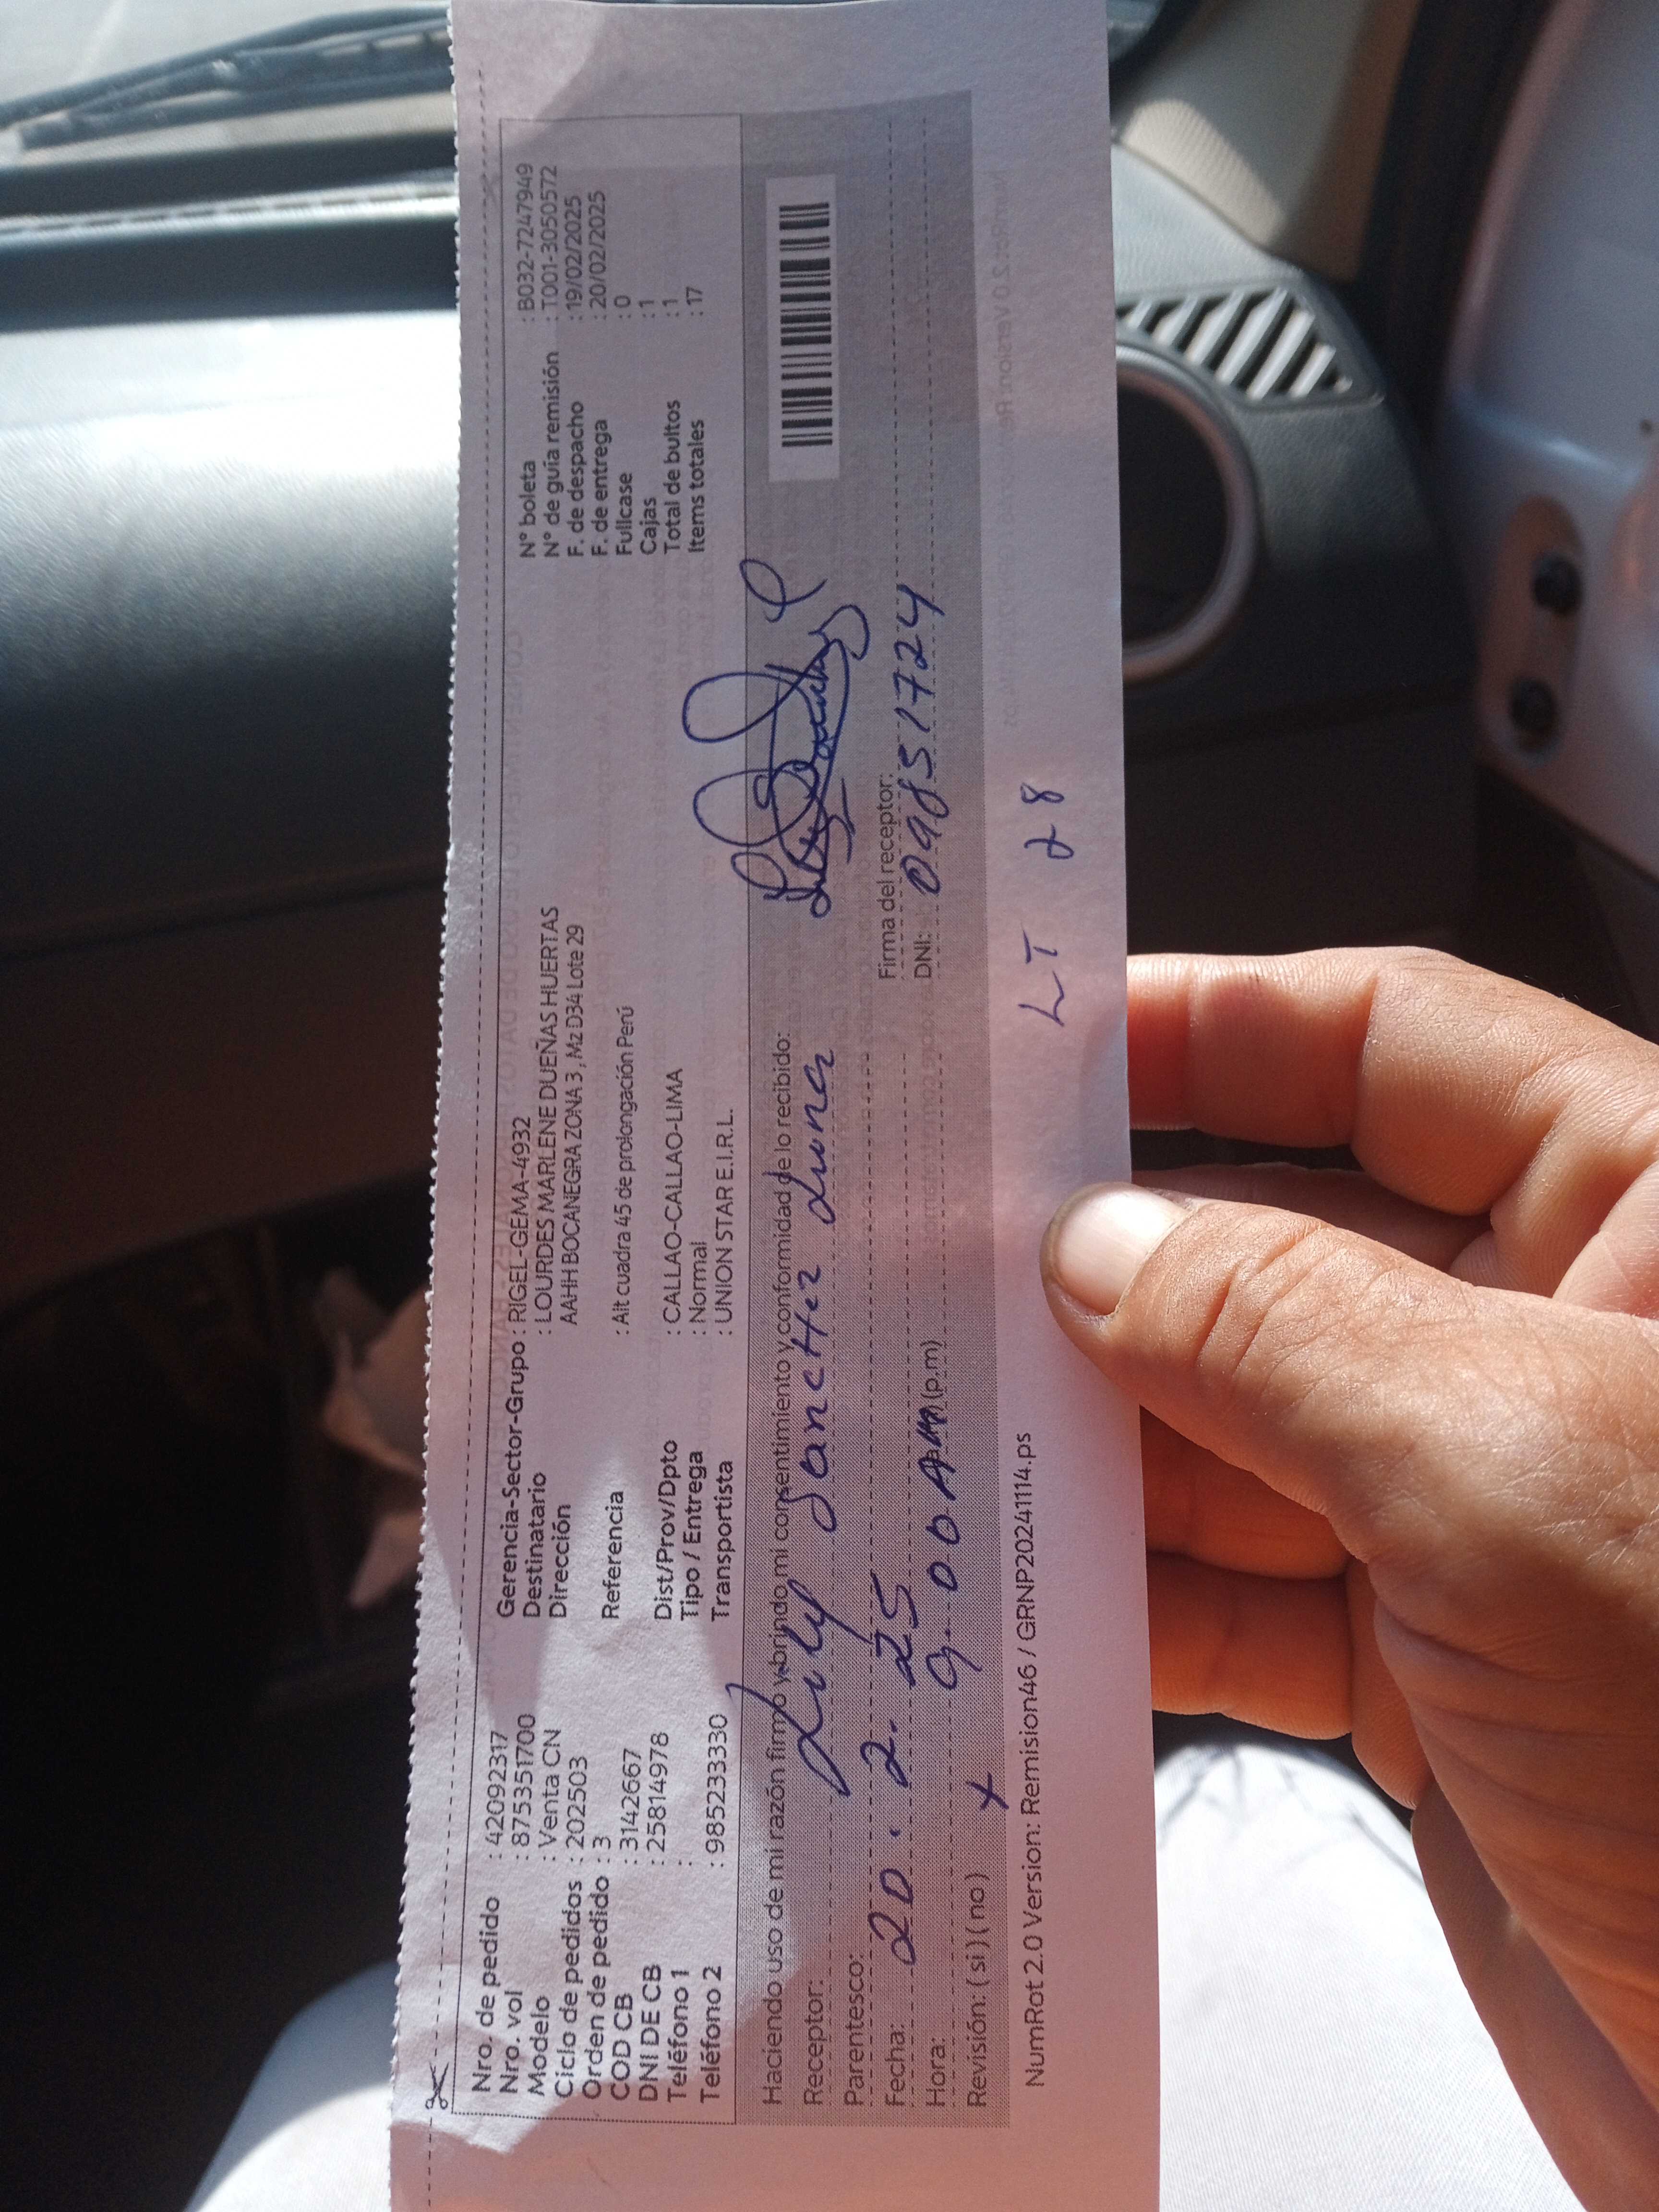 Nro. de pedido : 42092317
Nro. vol : 875351700
Modelo : Venta CN
Ciclo de pedidos : 202503
Orden de pedido : 3
COD CB : 3142667
DNI DE CB : 25814978
Teléfono 1 :
Teléfono 2 : 985233330
Gerencia-Sector-Grupo : RIGEL-GEMA-4932
Destinatario : LOURDES MARLENE DUEÑAS HUERTAS
Dirección AAHH BOCANEGRA ZONA 3, Mz D34 Lote 29
Referencia : Alt cuadra 45 de prolongación Perú
Dist/Prov/Dpto : CALLAO-CALLAO-LIMA
Tipo / Entrega : Normal
Transportista : UNION STAR E.I.R.L.
N° boleta : B032-7247949
N° de guía remisión : T001-3050572
F. de despacho : 19/02/2025
F. de entrega : 20/02/2025
Fullcase : 0
Cajas : 1
Total de bultos : 1
Items totales : 17
Haciendo uso de mi razón firmo y brindo mi consentimiento y conformidad de lo recibido:
Receptor: Luly Janettez Luna
Parentesco:
Fecha: 20. 2. 25
Hora: 9.00 AM (p.m)
Revisión: ( si ) ( no ) x
Firma del receptor:
DNI: 09851724
NumRot 2.0 Version: Remision46 / GRNP20241114.ps
LT 28